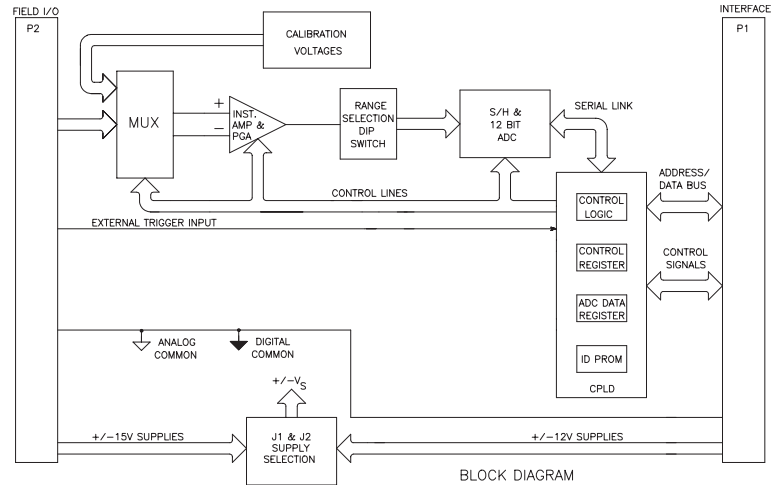 FIELD I/O
INTERFACE
P2
P1
CALIBRATION
VOLTAGES
MUX
+
−
INST.
AMP &
PGA
RANGE
SELECTION
DIP
SWITCH
S/H &
12 BIT
ADC
SERIAL LINK
ADDRESS/
DATA BUS
CONTROL LINES
CONTROL
LOGIC
EXTERNAL TRIGGER INPUT
CONTROL
REGISTER
CONTROL
SIGNALS
ADC DATA
REGISTER
ANALOG
COMMON
DIGITAL
COMMON
ID PROM
CPLD
+/−VS
+/−15V SUPPLIES
J1 & J2
SUPPLY
SELECTION
+/−12V SUPPLIES
BLOCK DIAGRAM